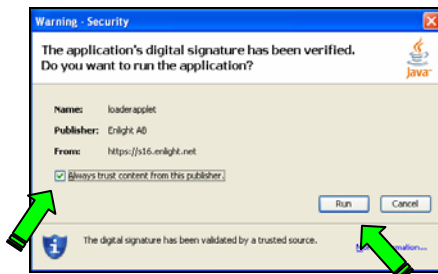 Warning - Security
The application's digital signature has been verified.
Do you want to run the application?
Java
Name: loaderapplet
Publisher: Enlight AB
From: https://s16.enlight.net
Always trust content from this publisher.
Run Cancel
The digital signature has been validated by a trusted source.